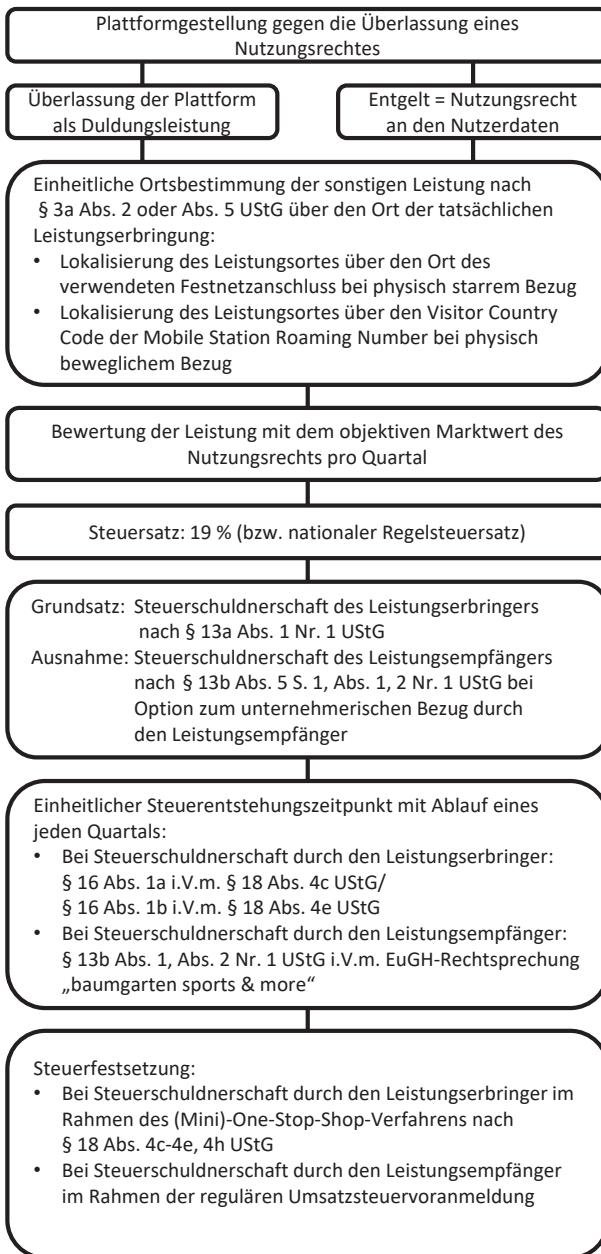 Plattformgestellung gegen die Überlassung eines
Nutzungsrechtes
Überlassung der Plattform
als Duldungsleistung
Entgelt = Nutzungsrecht
an den Nutzerdaten
Einheitliche Ortsbestimmung der sonstigen Leistung nach
§ 3a Abs. 2 oder Abs. 5 UStG über den Ort der tatsächlichen
Leistungserbringung:
• Lokalisierung des Leistungsortes über den Ort des
verwendeten Festnetzanschluss bei physisch starrem Bezug
• Lokalisierung des Leistungsortes über den Visitor Country
Code der Mobile Station Roaming Number bei physisch
beweglichem Bezug
Bewertung der Leistung mit dem objektiven Marktwert des
Nutzungsrechts pro Quartal
Steuersatz: 19 % (bzw. nationaler Regelsteuersatz)
Grundsatz: Steuerschuldnerschaft des Leistungserbringers
nach § 13a Abs. 1 Nr. 1 UStG
Ausnahme: Steuerschuldnerschaft des Leistungsempfängers
nach § 13b Abs. 5 S. 1, Abs. 1, 2 Nr. 1 UStG bei
Option zum unternehmerischen Bezug durch
den Leistungsempfänger
Einheitlicher Steuerentstehungszeitpunkt mit Ablauf eines
jeden Quartals:
• Bei Steuerschuldnerschaft durch den Leistungserbringer:
§ 16 Abs. 1a i.V.m. § 18 Abs. 4c UStG/
§ 16 Abs. 1b i.V.m. § 18 Abs. 4e UStG
• Bei Steuerschuldnerschaft durch den Leistungsempfänger:
§ 13b Abs. 1, Abs. 2 Nr. 1 UStG i.V.m. EuGH-Rechtsprechung
„baumgarten sports & more“
Steuerfestsetzung:
• Bei Steuerschuldnerschaft durch den Leistungserbringer im
Rahmen des (Mini)-One-Stop-Shop-Verfahrens nach
§ 18 Abs. 4c-4e, 4h UStG
• Bei Steuerschuldnerschaft durch den Leistungsempfänger
im Rahmen der regulären Umsatzsteuervoranmeldung